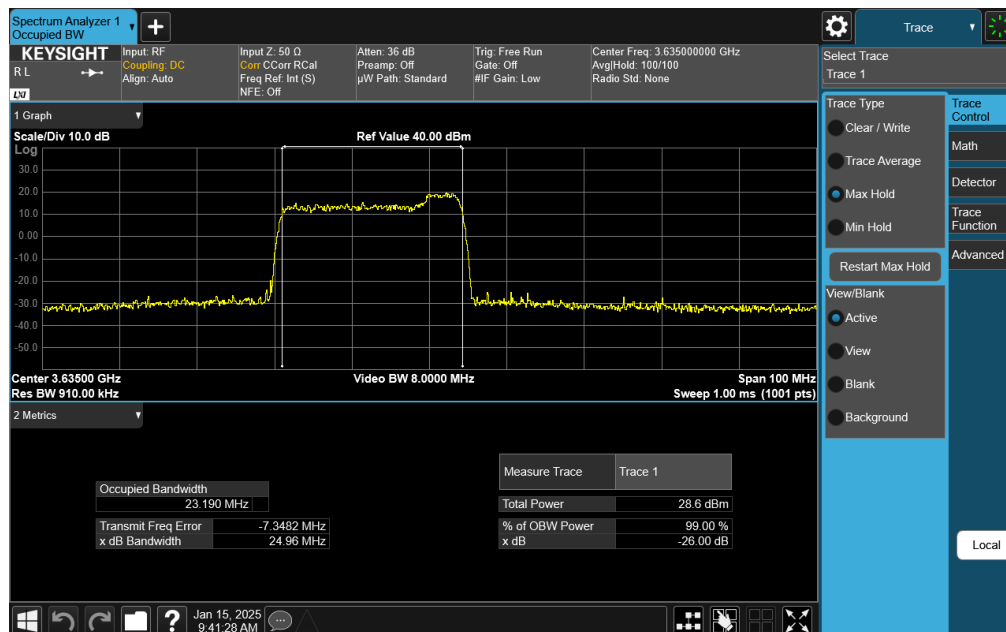 Spectrum Analyzer 1
Occupied BW
+
Trace
KEYSIGHT
R L
LXI
Input: RF
Coupling: DC
Align: Auto
Input Z: 50 Ω
Corr CCorr RCal
Freq Ref: Int (S)
NFE: Off
Atten: 36 dB
Preamp: Off
µW Path: Standard
Trig: Free Run
Gate: Off
#IF Gain: Low
Center Freq: 3.635000000 GHz
Avg|Hold: 100/100
Radio Std: None
Select Trace
Trace 1
1 Graph
Scale/Div 10.0 dB
Ref Value 40.00 dBm
Log
30.0
20.0
10.0
0.00
-10.0
-20.0
-30.0
-40.0
-50.0
Center 3.63500 GHz
Video BW 8.0000 MHz
Span 100 MHz
Res BW 910.00 kHz
Sweep 1.00 ms (1001 pts)
Trace Type
Clear / Write
Trace Average
Max Hold
Min Hold
Restart Max Hold
View/Blank
Active
View
Blank
Background
Trace
Control
Math
Detector
Trace
Function
Advanced
Local
2 Metrics
Occupied Bandwidth
23.190 MHz
Transmit Freq Error -7.3482 MHz
x dB Bandwidth 24.96 MHz
Measure Trace Trace 1
Total Power 28.6 dBm
% of OBW Power 99.00 %
x dB -26.00 dB
?
Jan 15, 2025
9:41:28 AM